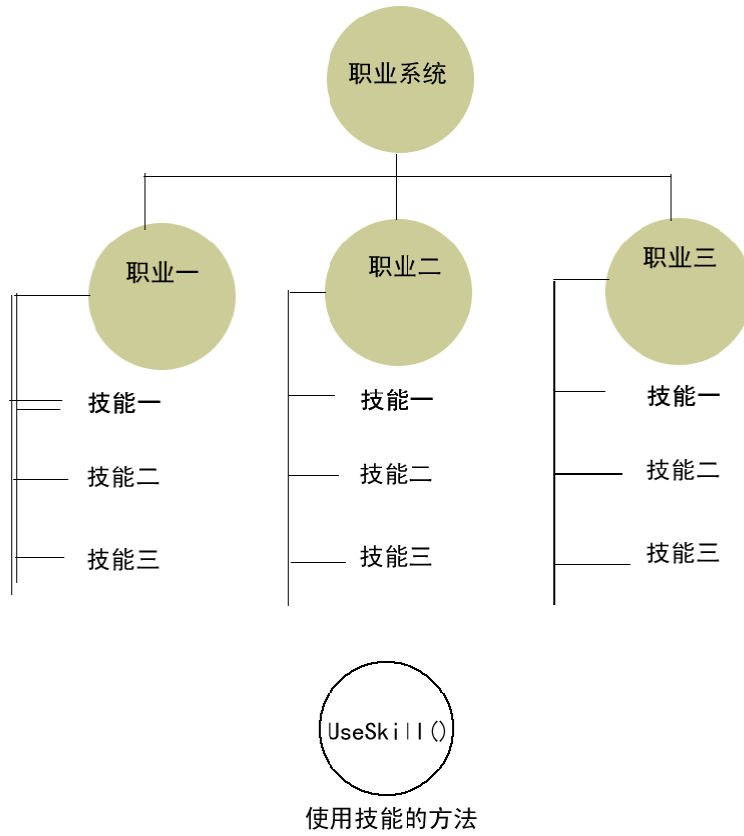 职业系统
职业一
职业二
职业三
技能一
技能一
技能一
技能二
技能二
技能二
技能三
技能三
技能三
UseSkill()
使用技能的方法